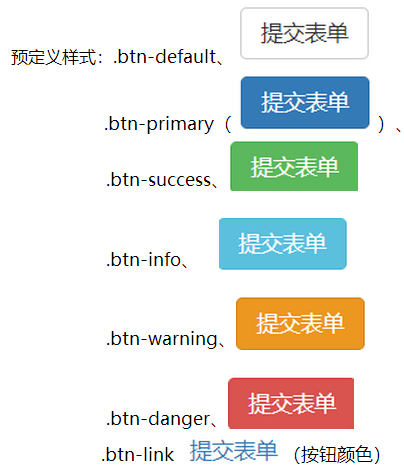 预定义样式：.btn-default、 提交表单
.btn-primary（ 提交表单 ）、
.btn-success、 提交表单
.btn-info、 提交表单
.btn-warning、 提交表单
.btn-danger、 提交表单
.btn-link 提交表单 （按钮颜色）